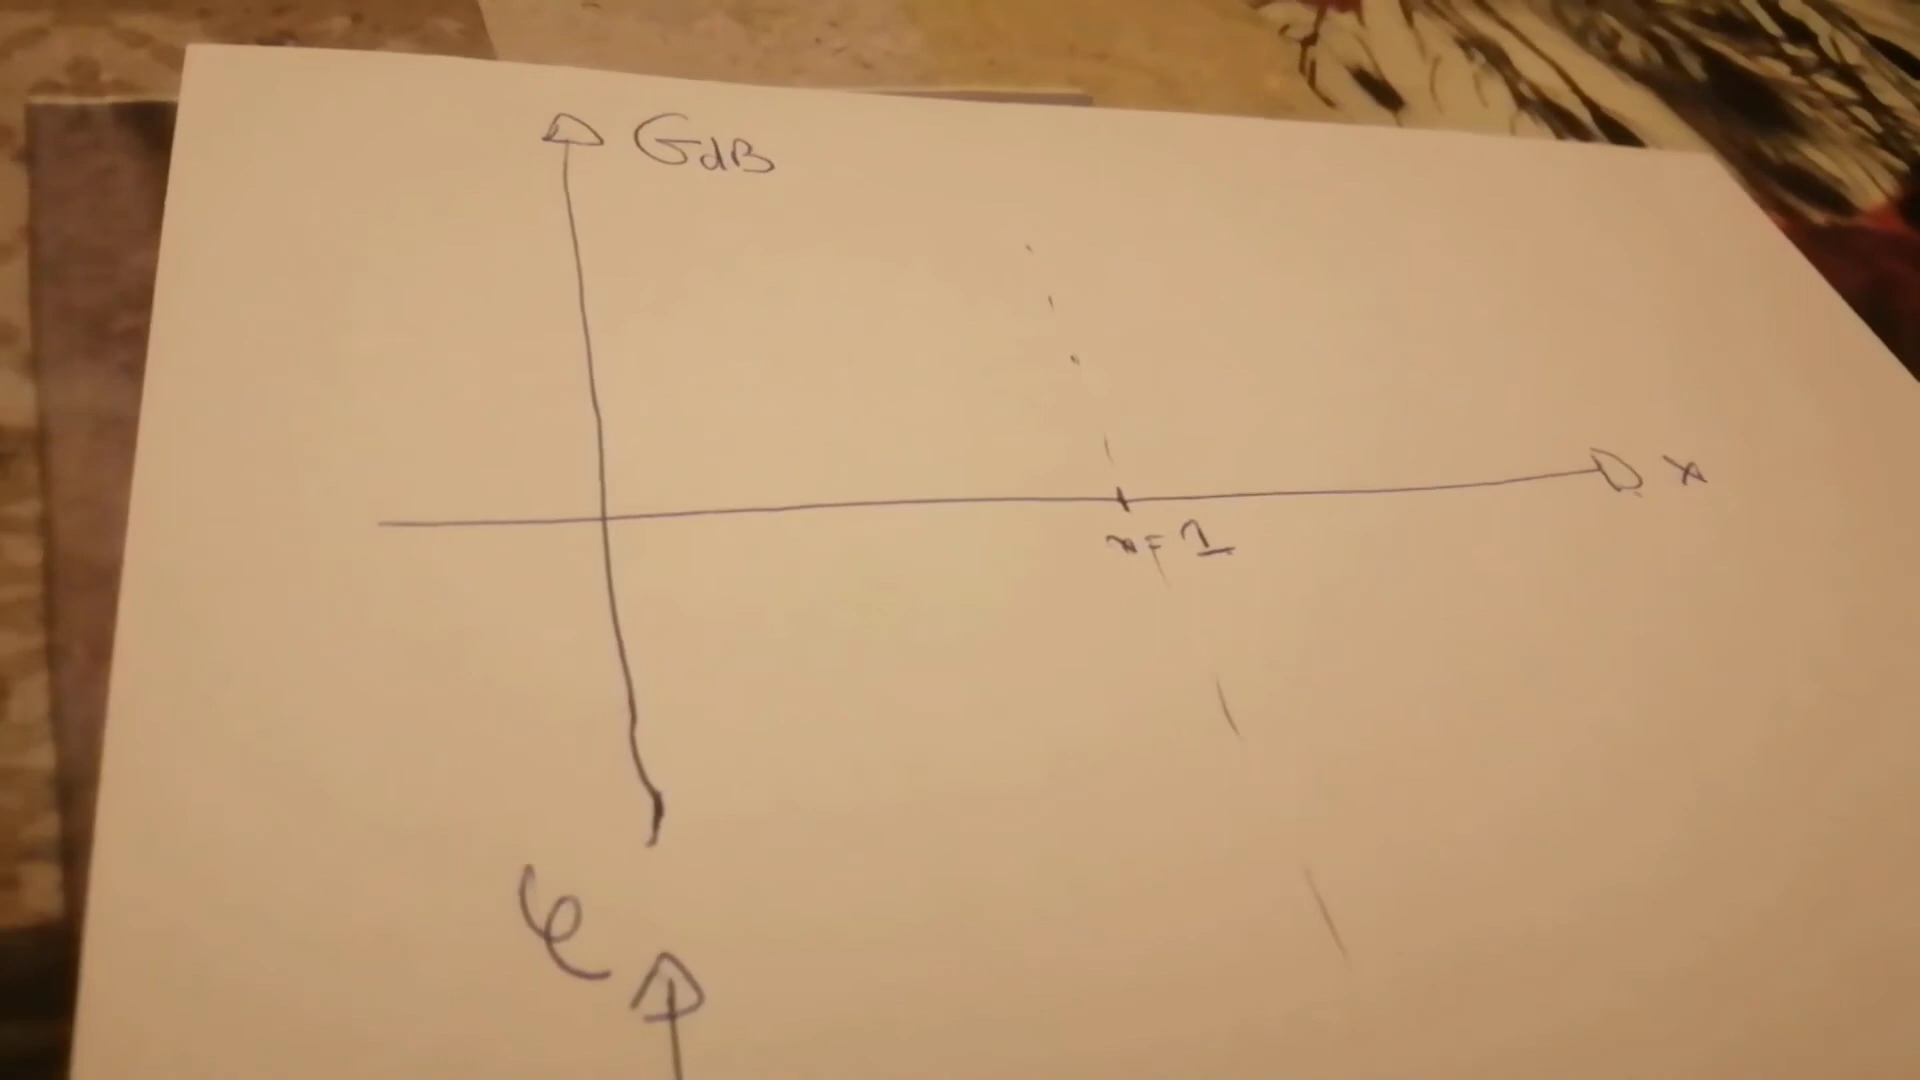 GdB
x
x = 1
φ